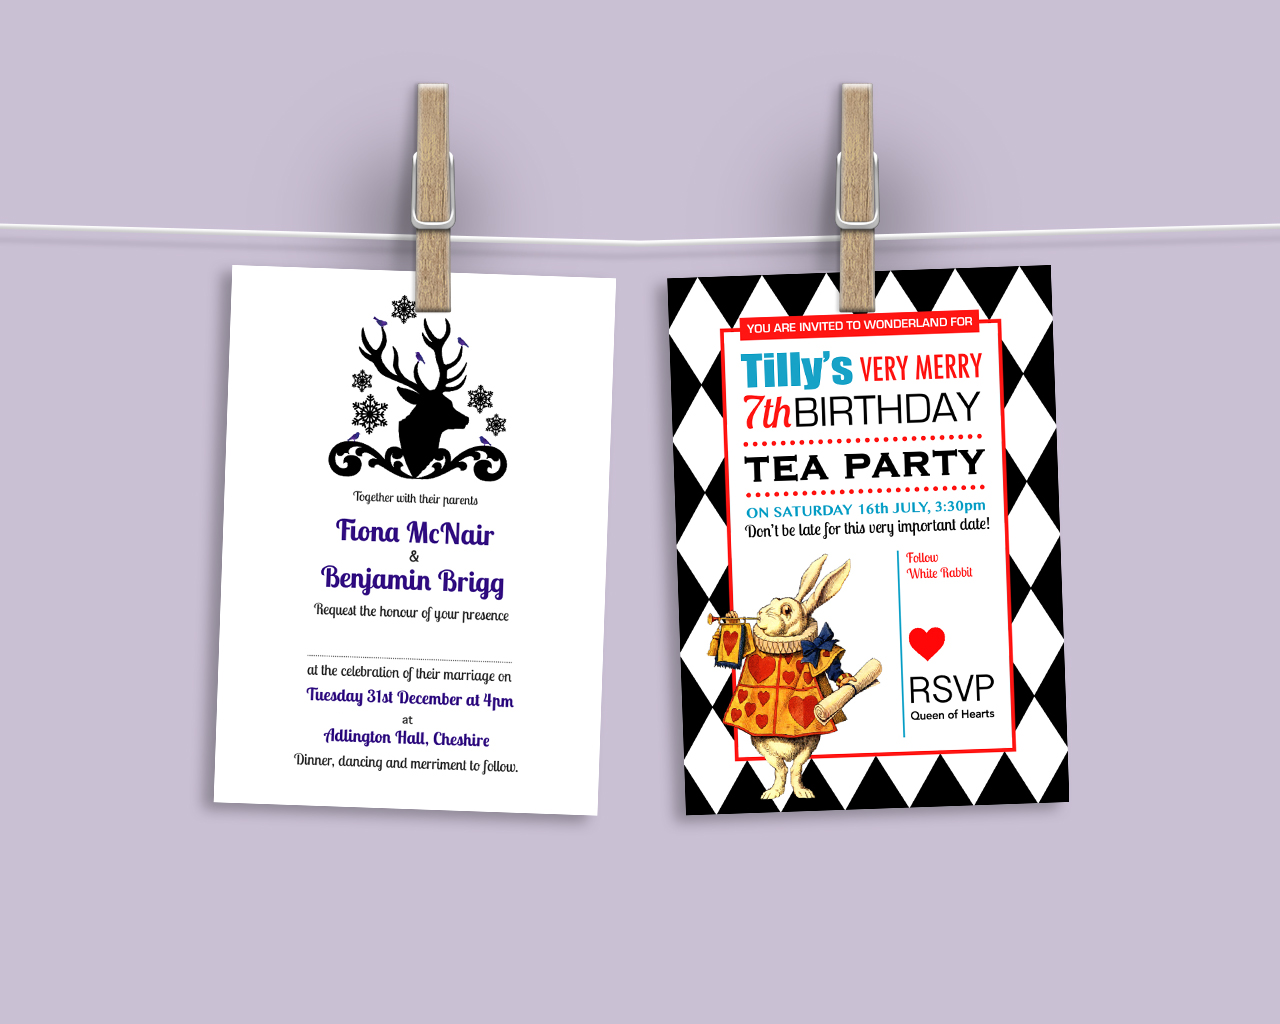 Together with their parents
Fiona McNair
&
Benjamin Brigg
Request the honour of your presence
at the celebration of their marriage on
Tuesday 31st December at 4pm
at
Adlington Hall, Cheshire
Dinner, dancing and merriment to follow.
YOU ARE INVITED TO WONDERLAND FOR
Tilly's VERY MERRY
7th BIRTHDAY
TEA PARTY
ON SATURDAY 16th JULY, 3:30pm
Don't be late for this very important date!
Follow
White Rabbit
RSVP
Queen of Hearts